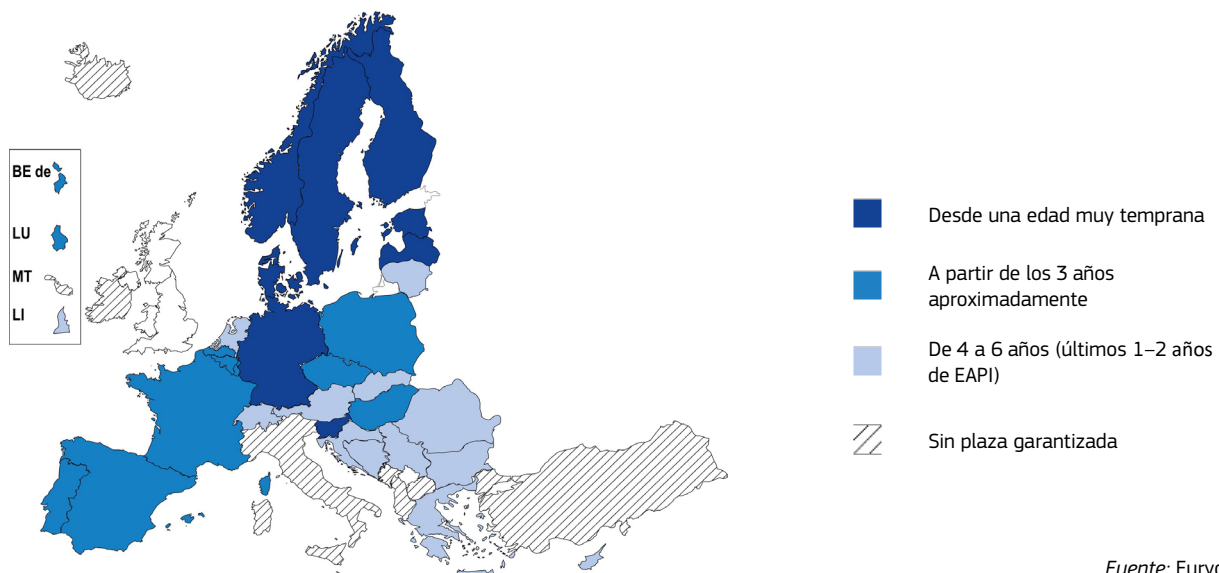 BE de
LU
MT
LI
Desde una edad muy temprana
A partir de los 3 años
aproximadamente
De 4 a 6 años (últimos 1–2 años
de EAPI)
Sin plaza garantizada
Fuente: